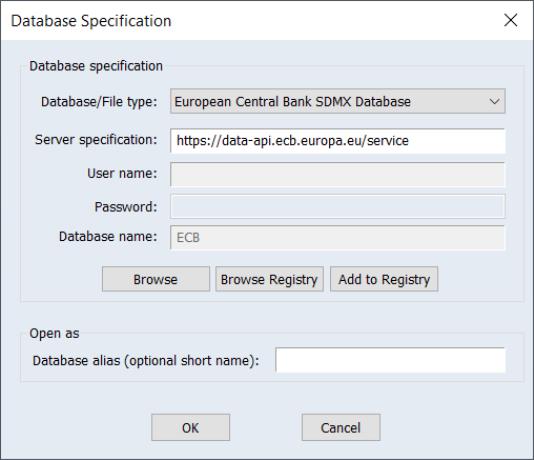 Database Specification
Database specification
Database/File type: European Central Bank SDMX Database
Server specification: https://data-api.ecb.europa.eu/service
User name:
Password:
Database name: ECB
Browse Browse Registry Add to Registry
Open as
Database alias (optional short name):
OK Cancel